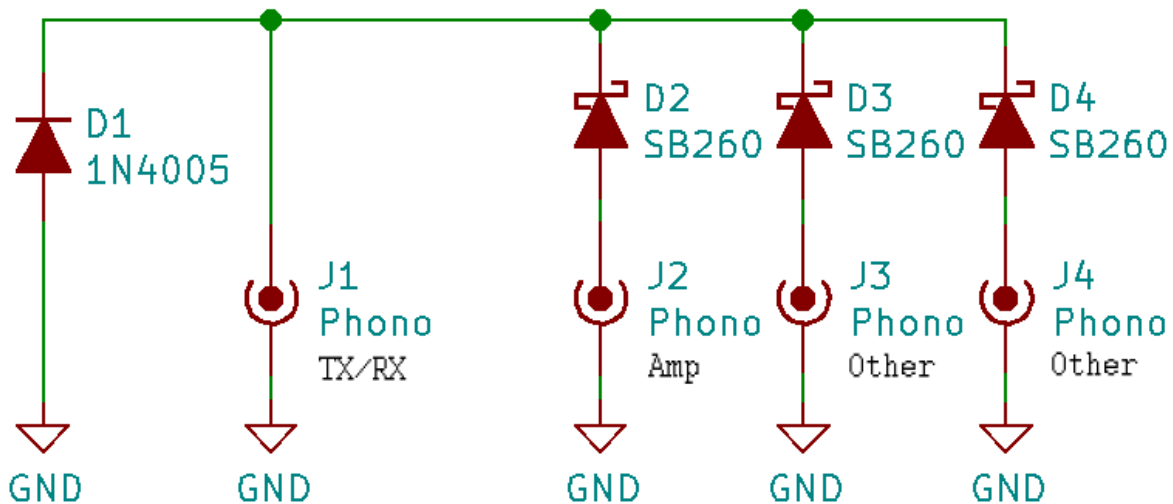 D1
1N4005
J1
Phono
TX/RX
D2
SB260
J2
Phono
Amp
D3
SB260
J3
Phono
Other
D4
SB260
J4
Phono
Other
GND
GND
GND
GND
GND